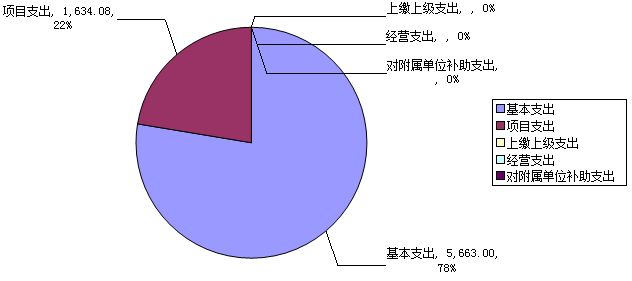 项目支出, 1,634.08,
22%
上缴上级支出, , 0%
经营支出, , 0%
对附属单位补助支出,
, 0%
基本支出
项目支出
上缴上级支出
经营支出
对附属单位补助支出
基本支出, 5,663.00,
78%